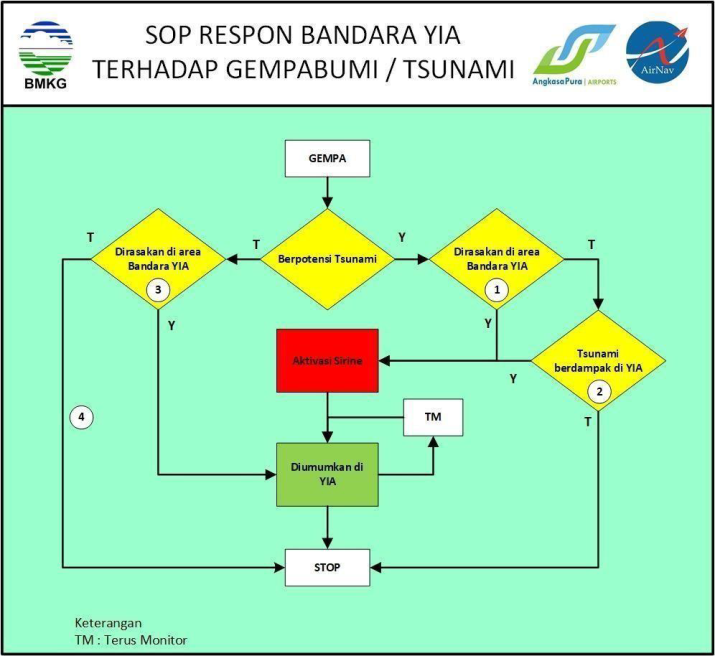 SOP RESPON BANDARA YIA
TERHADAP GEMPABUMI / TSUNAMI
BMKG
AngkasaPura | AIRPORTS
AirNav
GEMPA
T
Dirasakan di area
Bandara YIA
3
T
Berpotensi Tsunami
Y
Dirasakan di area
Bandara YIA
1
T
Y
Y
Aktivasi Sirine
Y
Tsunami
berdampak di YIA
2
4
TM
T
Diumumkan di
YIA
STOP
Keterangan
TM : Terus Monitor